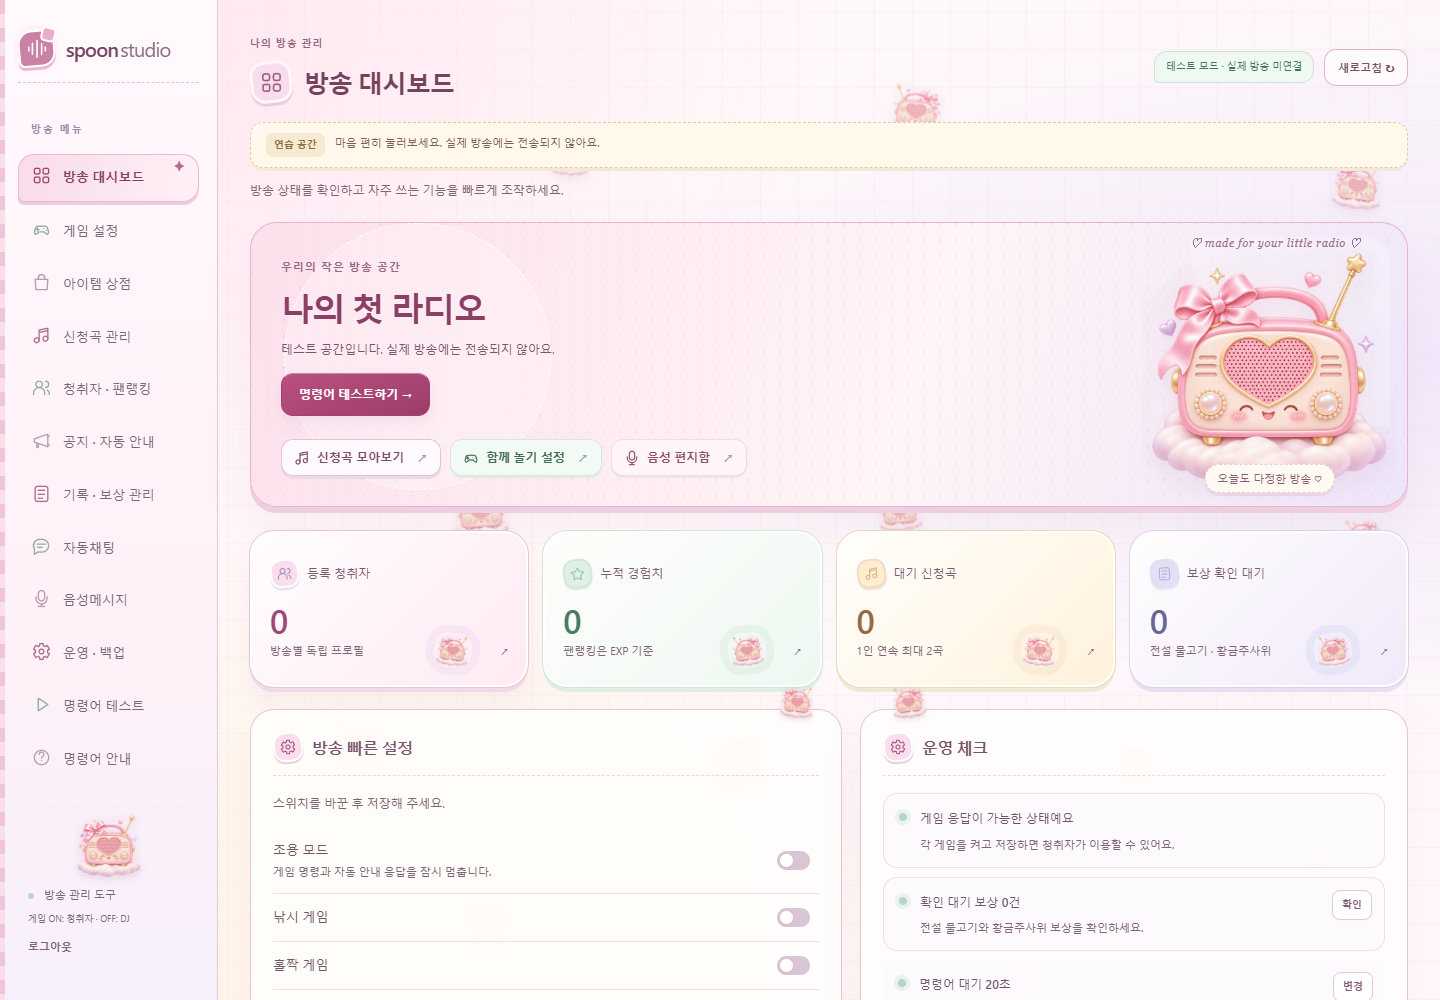 spoonstudio
방송 메뉴
방송 대시보드
게임 설정
아이템 상점
신청곡 관리
청취자 · 팬랭킹
공지 · 자동 안내
기록 · 보상 관리
자동채팅
음성메시지
운영 · 백업
명령어 테스트
명령어 안내
방송 관리 도구
게임 ON: 청취자 · OFF: DJ
로그아웃
나의 방송 관리
방송 대시보드
테스트 모드 · 실제 방송 미연결
새로고침 ↻
연습 공간
마음 편히 눌러보세요. 실제 방송에는 전송되지 않아요.
방송 상태를 확인하고 자주 쓰는 기능을 빠르게 조작하세요.
우리의 작은 방송 공간
나의 첫 라디오
테스트 공간입니다. 실제 방송에는 전송되지 않아요.
명령어 테스트하기 →
신청곡 모아보기 ↗
함께 놀기 설정 ↗
음성 편지함 ↗
♡ made for your little radio ♡
오늘도 다정한 방송 ♡
등록 청취자
0
방송별 독립 프로필 ↗
누적 경험치
0
팬랭킹은 EXP 기준 ↗
대기 신청곡
0
1인 연속 최대 2곡 ↗
보상 확인 대기
0
전설 물고기 · 황금주사위 ↗
방송 빠른 설정
스위치를 바꾼 후 저장해 주세요.
조용 모드
게임 명령과 자동 안내 응답을 잠시 멈춥니다.
낚시 게임
홀짝 게임
운영 체크
게임 응답이 가능한 상태예요
각 게임을 켜고 저장하면 청취자가 이용할 수 있어요.
확인 대기 보상 0건
전설 물고기와 황금주사위 보상을 확인하세요.
확인
명령어 대기 20초
변경